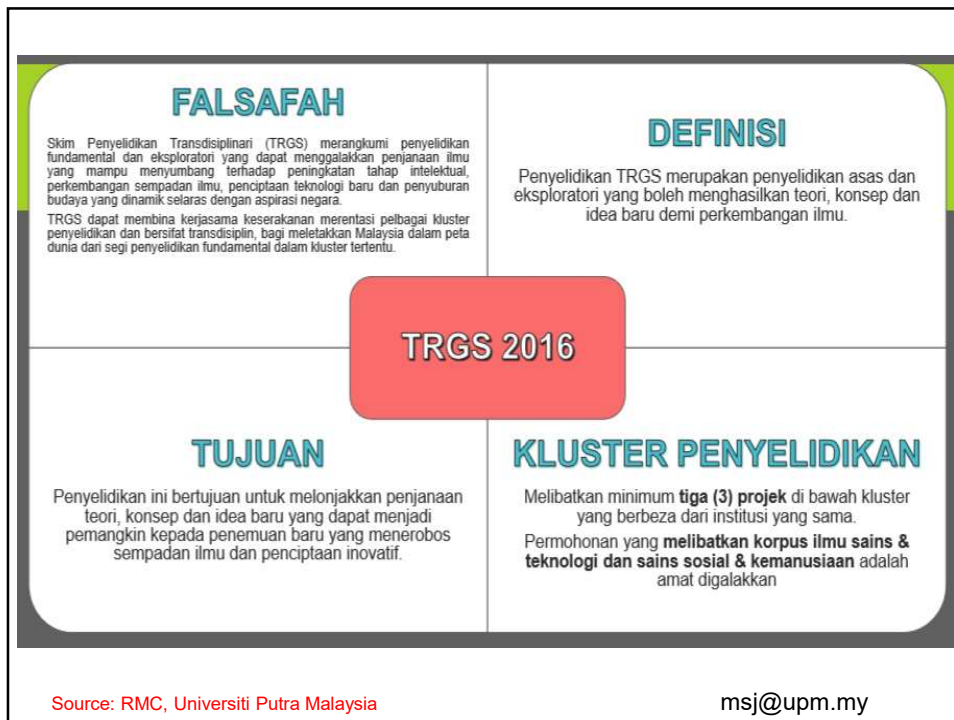 FALSAFAH
Skim Penyelidikan Transdisiplinari (TRGS) merangkumi penyelidikan
fundamental dan eksploratori yang dapat menggalakkan penjanaan ilmu
yang mampu menyumbang terhadap peningkatan tahap intelektual,
perkembangan sempadan ilmu, penciptaan teknologi baru dan penyuburan
budaya yang dinamik selaras dengan aspirasi negara.
TRGS dapat membina kerjasama keserakanan merentasi pelbagai kluster
penyelidikan dan bersifat transdisiplin, bagi meletakkan Malaysia dalam peta
dunia dari segi penyelidikan fundamental dalam kluster tertentu.
DEFINISI
Penyelidikan TRGS merupakan penyelidikan asas dan
eksploratori yang boleh menghasilkan teori, konsep dan
idea baru demi perkembangan ilmu.
TRGS 2016
TUJUAN
Penyelidikan ini bertujuan untuk melonjakkan penjanaan
teori, konsep dan idea baru yang dapat menjadi
pemangkin kepada penemuan baru yang menerobos
sempadan ilmu dan penciptaan inovatif.
KLUSTER PENYELIDIKAN
Melibatkan minimum tiga (3) projek di bawah kluster
yang berbeza dari institusi yang sama.
Permohonan yang melibatkan korpus ilmu sains &
teknologi dan sains sosial & kemanusiaan adalah
amat digalakkan
Source: RMC, Universiti Putra Malaysia
msj@upm.my